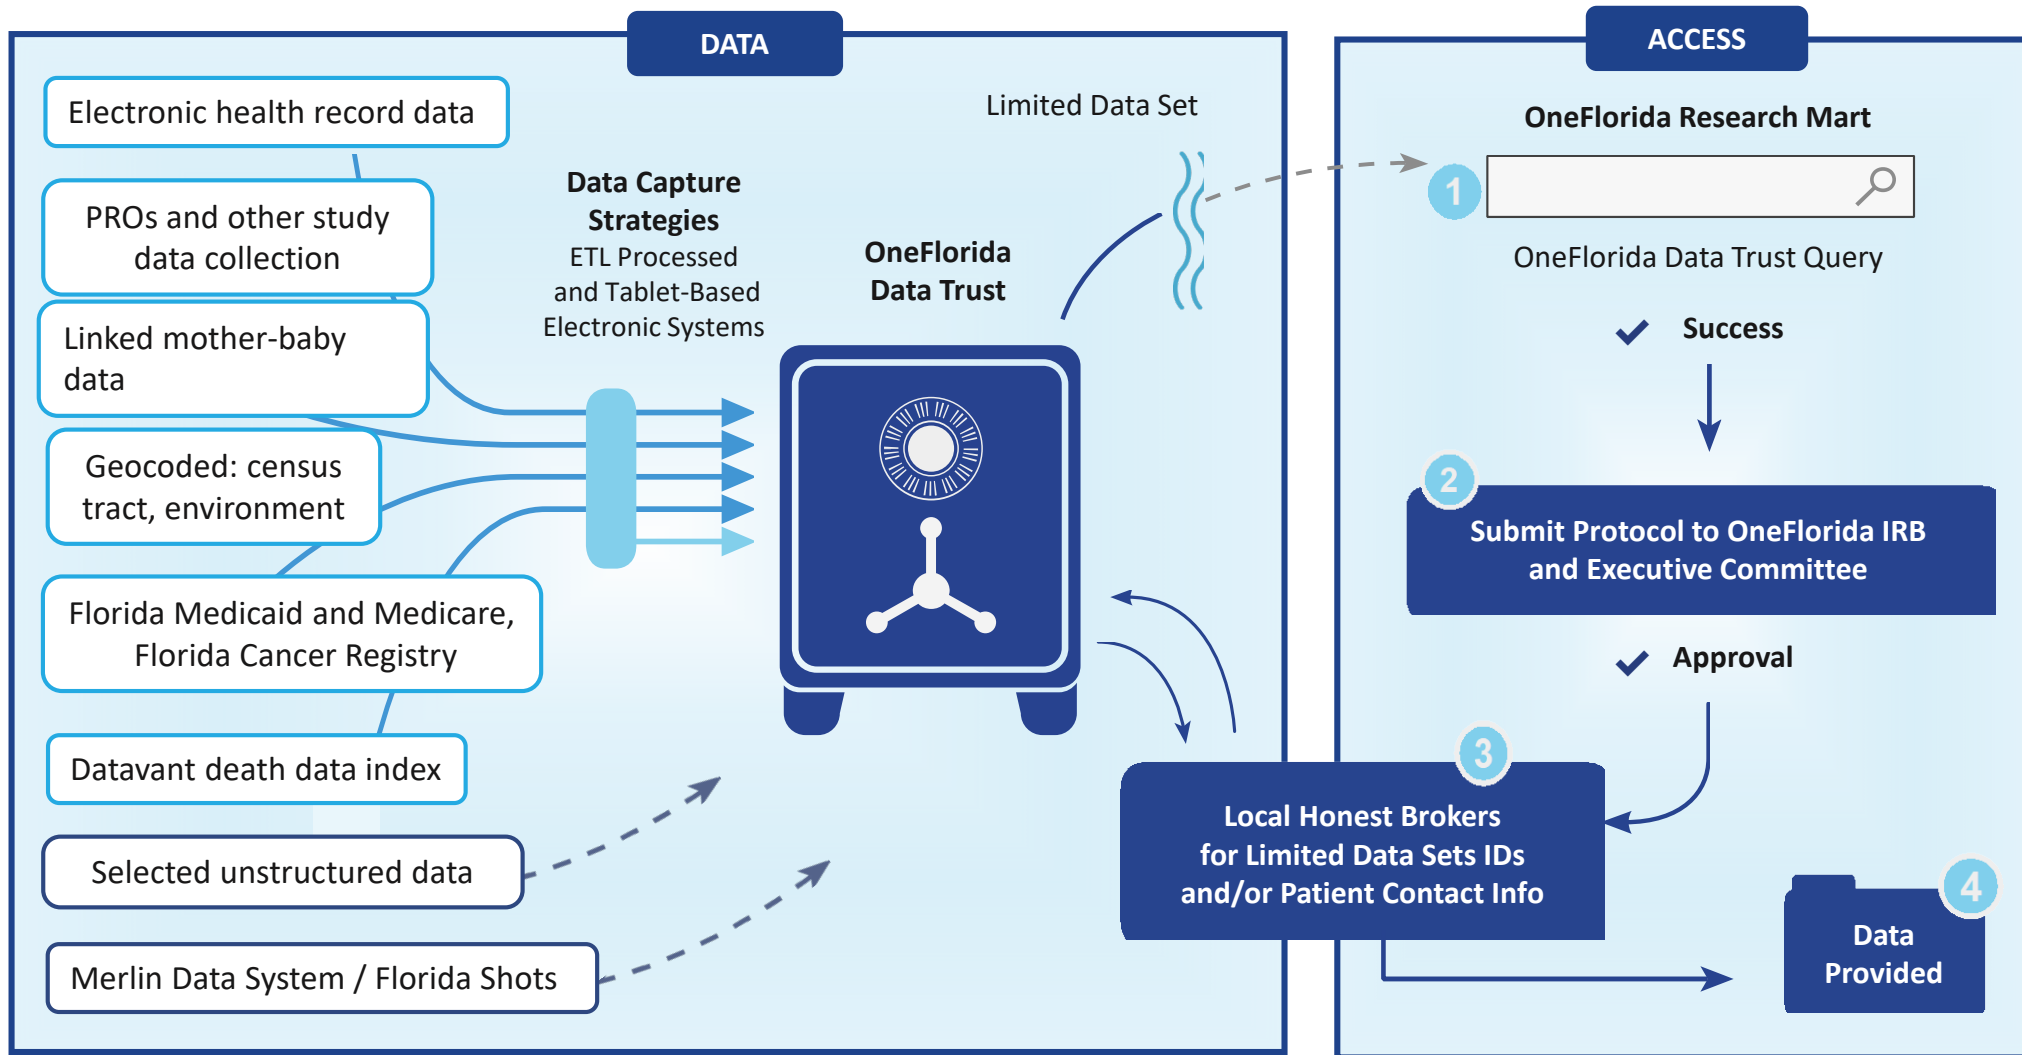 DATA
Electronic health record data
PROs and other study
data collection
Linked mother-baby
data
Geocoded: census
tract, environment
Florida Medicaid and Medicare,
Florida Cancer Registry
Datavant death data index
Selected unstructured data
Merlin Data System / Florida Shots
Data Capture
Strategies
ETL Processed
and Tablet-Based
Electronic Systems
OneFlorida
Data Trust
Limited Data Set
ACCESS
OneFlorida Research Mart
1
OneFlorida Data Trust Query
Success
2
Submit Protocol to OneFlorida IRB
and Executive Committee
Approval
3
Local Honest Brokers
for Limited Data Sets IDs
and/or Patient Contact Info
4
Data
Provided